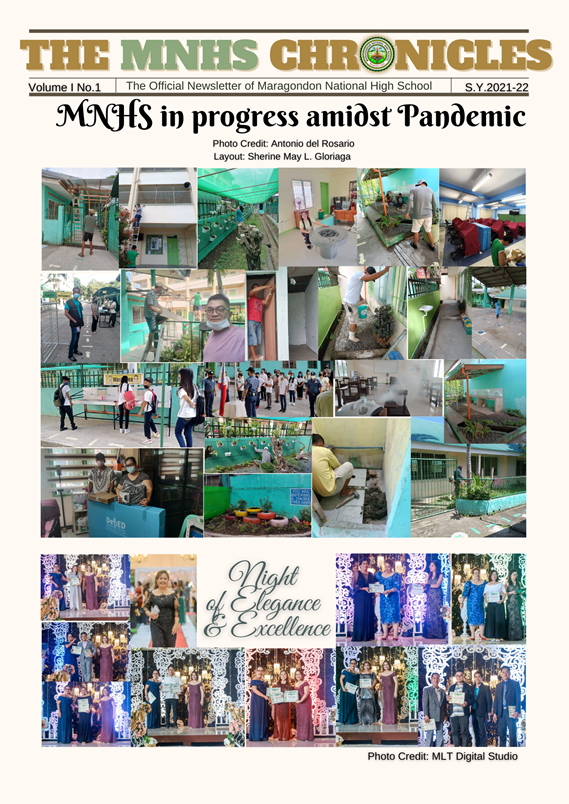 THE MNHS CHRONICLES
Volume I No.1
The Official Newsletter of Maragondon National High School
S.Y.2021-22
MNHS in progress amidst Pandemic
Photo Credit: Antonio del Rosario
Layout: Sherine May L. Gloriaga
DepED
Night
of Elegance
& Excellence
Photo Credit: MLT Digital Studio